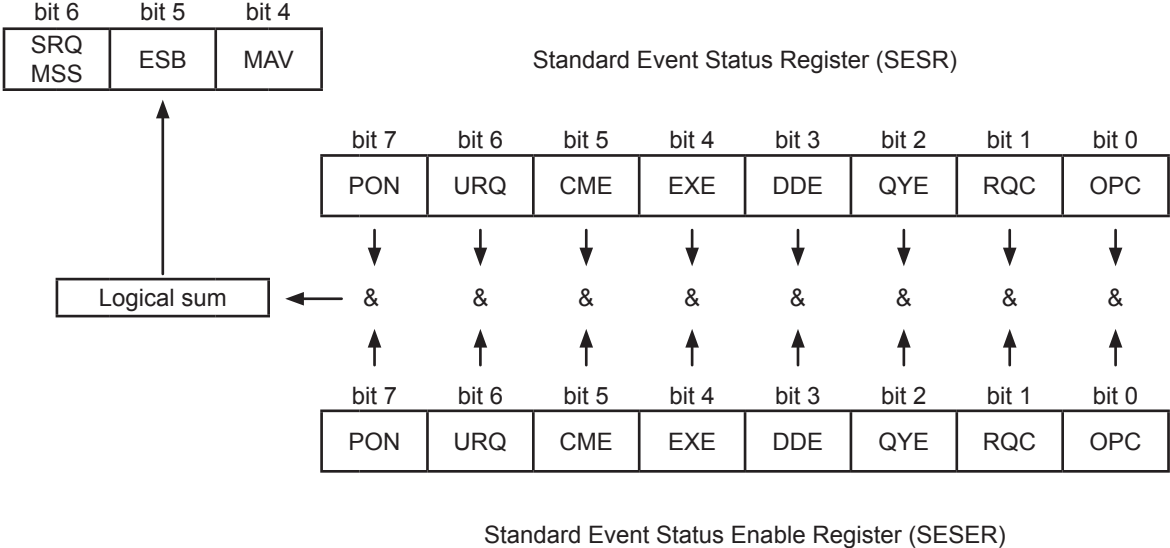 bit 6 bit 5 bit 4
SRQ
MSS ESB MAV
Standard Event Status Register (SESR)
bit 7 bit 6 bit 5 bit 4 bit 3 bit 2 bit 1 bit 0
PON URQ CME EXE DDE QYE RQC OPC
Logical sum & & & & & & & &
bit 7 bit 6 bit 5 bit 4 bit 3 bit 2 bit 1 bit 0
PON URQ CME EXE DDE QYE RQC OPC
Standard Event Status Enable Register (SESER)